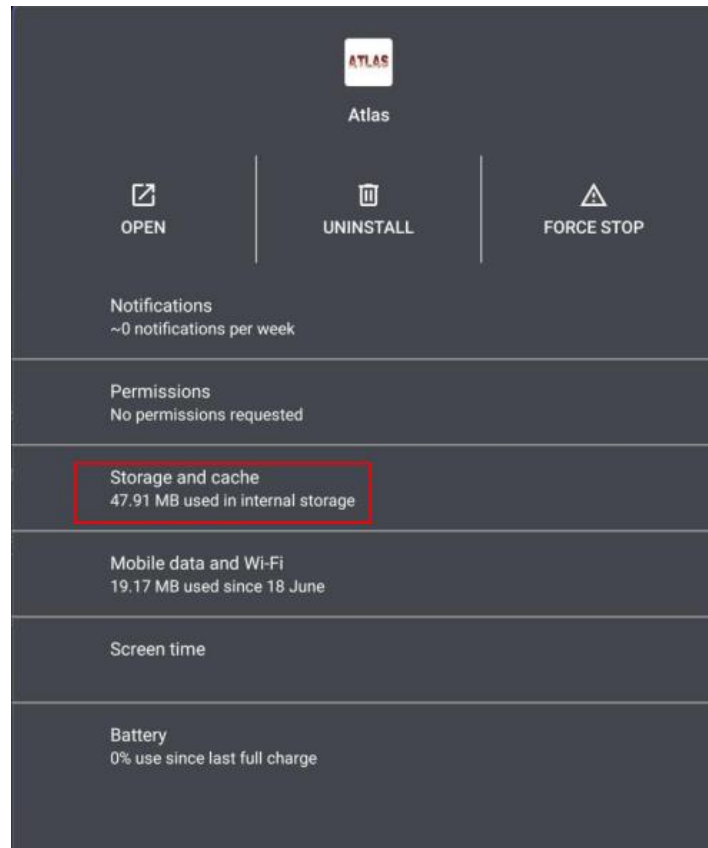 ATLAS
Atlas
OPEN
UNINSTALL
FORCE STOP
Notifications
~0 notifications per week
Permissions
No permissions requested
Storage and cache
47.91 MB used in internal storage
Mobile data and Wi-Fi
19.17 MB used since 18 June
Screen time
Battery
0% use since last full charge